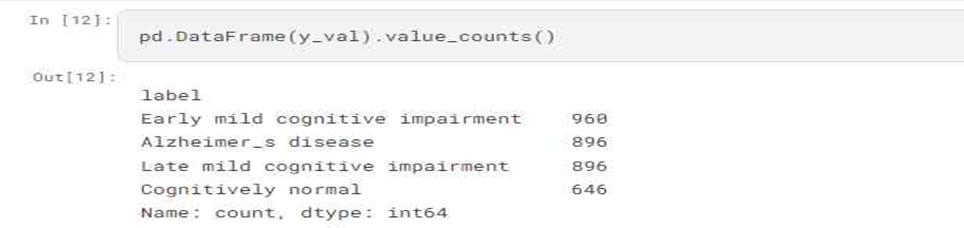 In [12]:
pd.DataFrame(y_val).value_counts()
Out[12]:
label
Early mild cognitive impairment    960
Alzheimer_s disease                896
Late mild cognitive impairment     896
Cognitively normal                 646
Name: count, dtype: int64